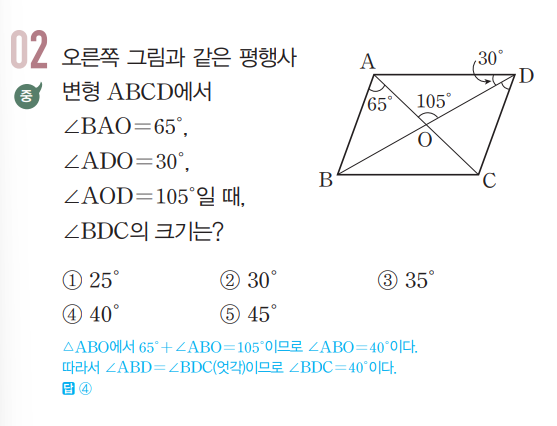 02
중
오른쪽 그림과 같은 평행사
변형 ABCD에서
∠BAO=65°,
∠ADO=30°,
∠AOD=105°일 때,
∠BDC의 크기는?
A
30°
D
65°
105°
O
B
C
① 25° ② 30° ③ 35°
④ 40° ⑤ 45°
△ABO에서 65°+∠ABO=105°이므로 ∠ABO=40°이다.
따라서 ∠ABD=∠BDC(엇각)이므로 ∠BDC=40°이다.
답 ④